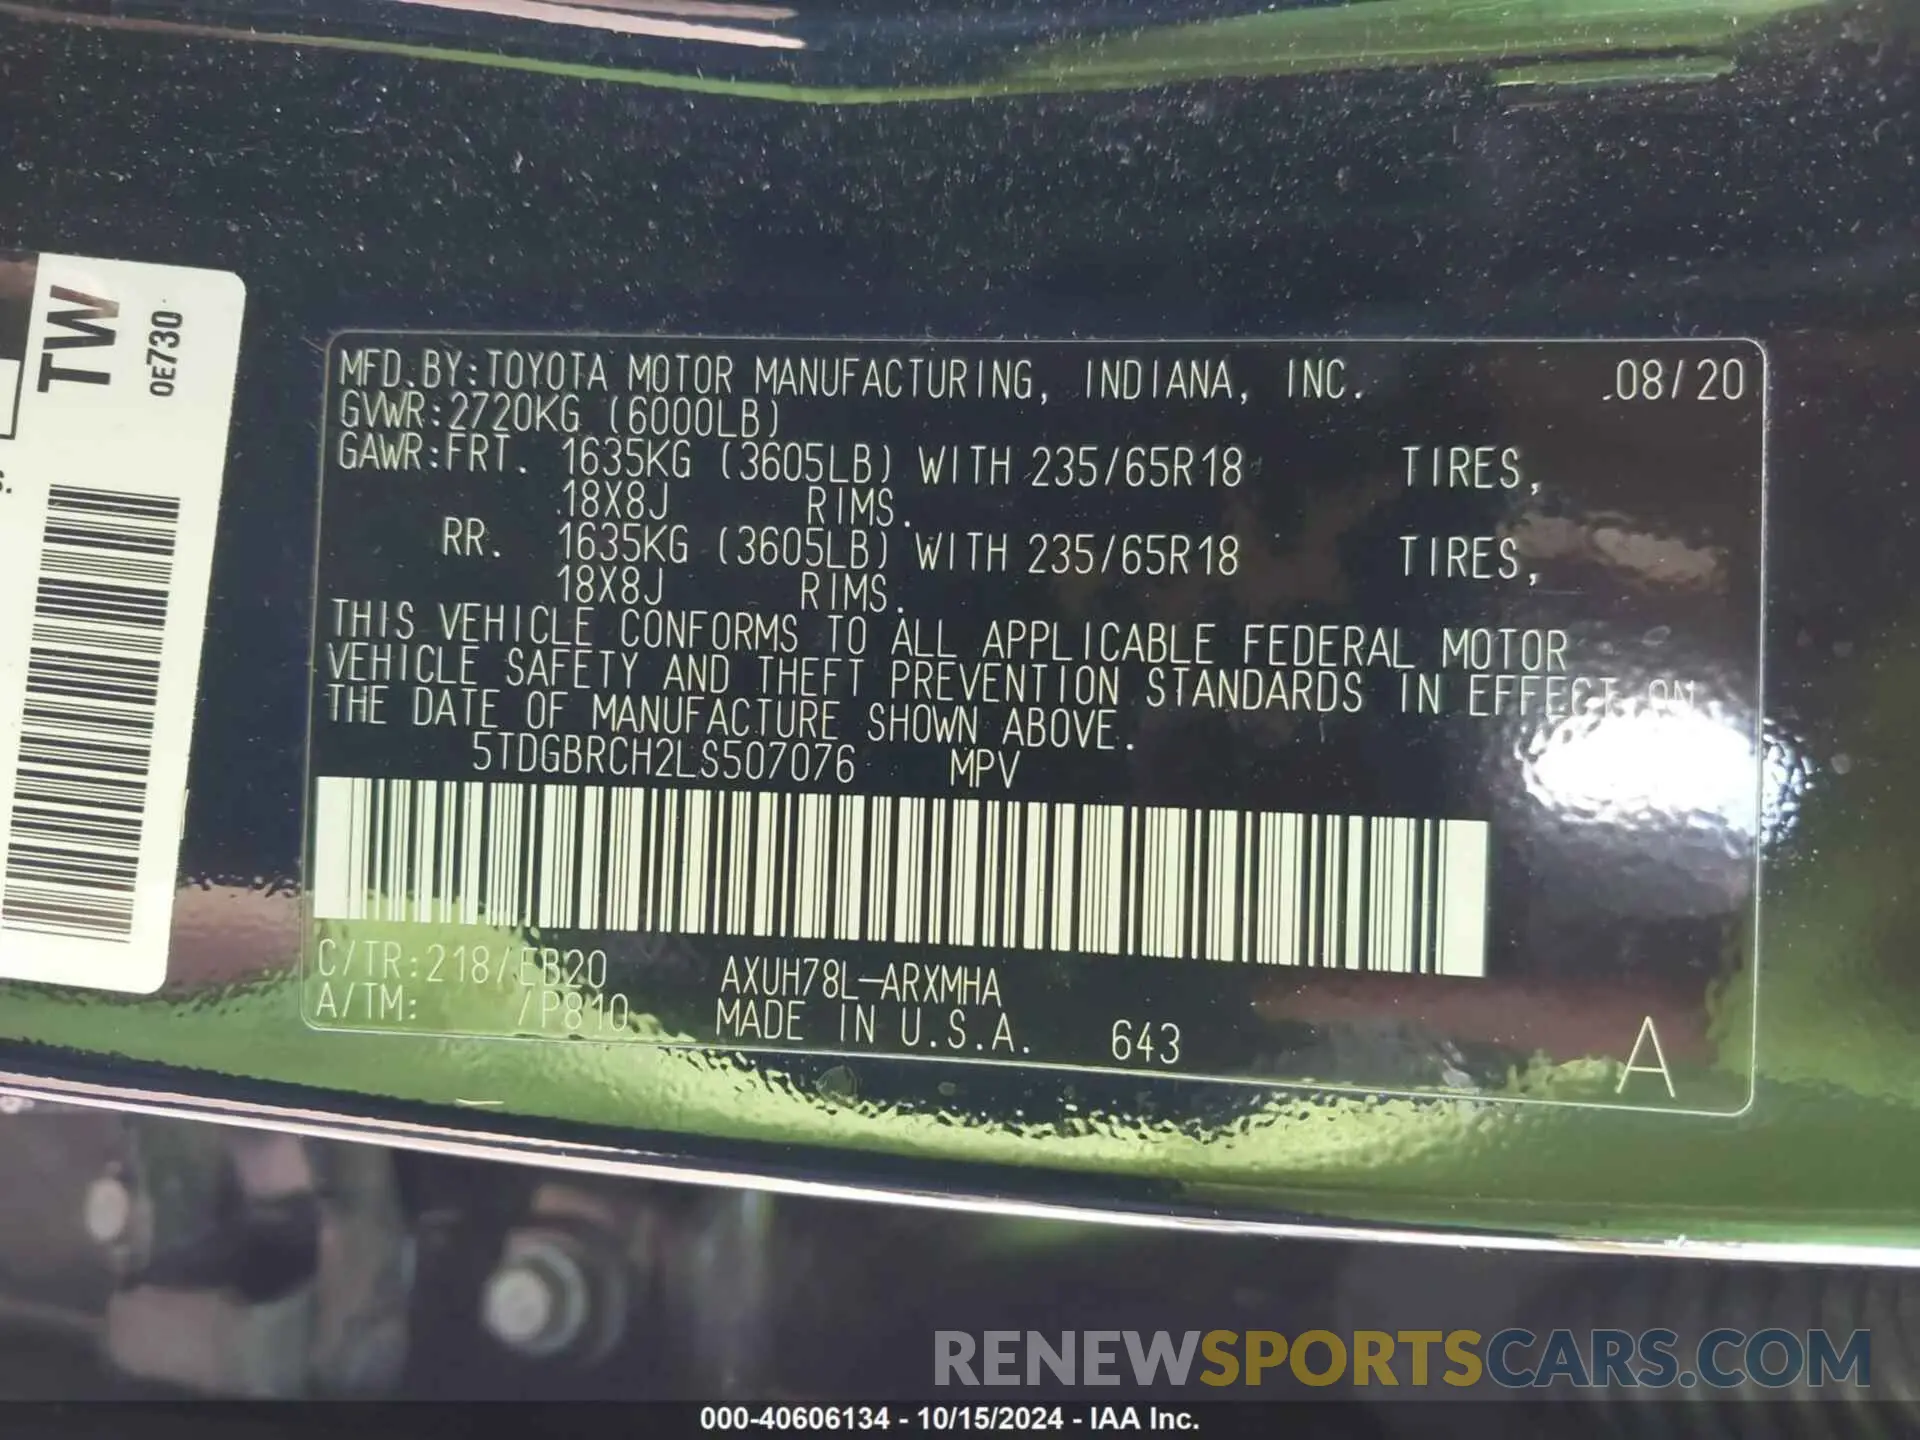 TW
0E730
S.
MFD.BY:TOYOTA MOTOR MANUFACTURING, INDIANA, INC. 08/20
GVWR:2720KG (6000LB)
GAWR:FRT. 1635KG (3605LB) WITH 235/65R18 TIRES,
18X8J RIMS.
RR. 1635KG (3605LB) WITH 235/65R18 TIRES,
18X8J RIMS.
THIS VEHICLE CONFORMS TO ALL APPLICABLE FEDERAL MOTOR
VEHICLE SAFETY AND THEFT PREVENTION STANDARDS IN EFFECT ON
THE DATE OF MANUFACTURE SHOWN ABOVE.
5TDGBRCH2LS507076 MPV
C/TR:218/EB20 AXUH78L-ARXMHA
A/TM: /P810 MADE IN U.S.A. 643 A
RENEWSPORTSCARS.COM
000-40606134 - 10/15/2024 - IAA Inc.